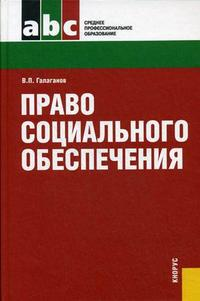 abc
СРЕДНЕЕ
ПРОФЕССИОНАЛЬНОЕ
ОБРАЗОВАНИЕ
В.П. Галаганов
ПРАВО
СОЦИАЛЬНОГО
ОБЕСПЕЧЕНИЯ
КНОРУС